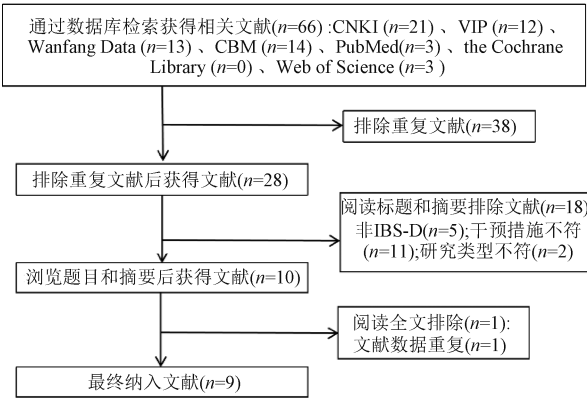 通过数据库检索获得相关文献(n=66) :CNKI (n=21) 、VIP (n=12) 、
Wanfang Data (n=13) 、CBM (n=14) 、PubMed(n=3) 、the Cochrane
Library (n=0) 、Web of Science (n=3 )
排除重复文献(n=38)
排除重复文献后获得文献(n=28)
阅读标题和摘要排除文献(n=18)
非IBS-D(n=5);干预措施不符
(n=11);研究类型不符(n=2)
浏览题目和摘要后获得文献(n=10)
阅读全文排除(n=1):
文献数据重复(n=1)
最终纳入文献(n=9)